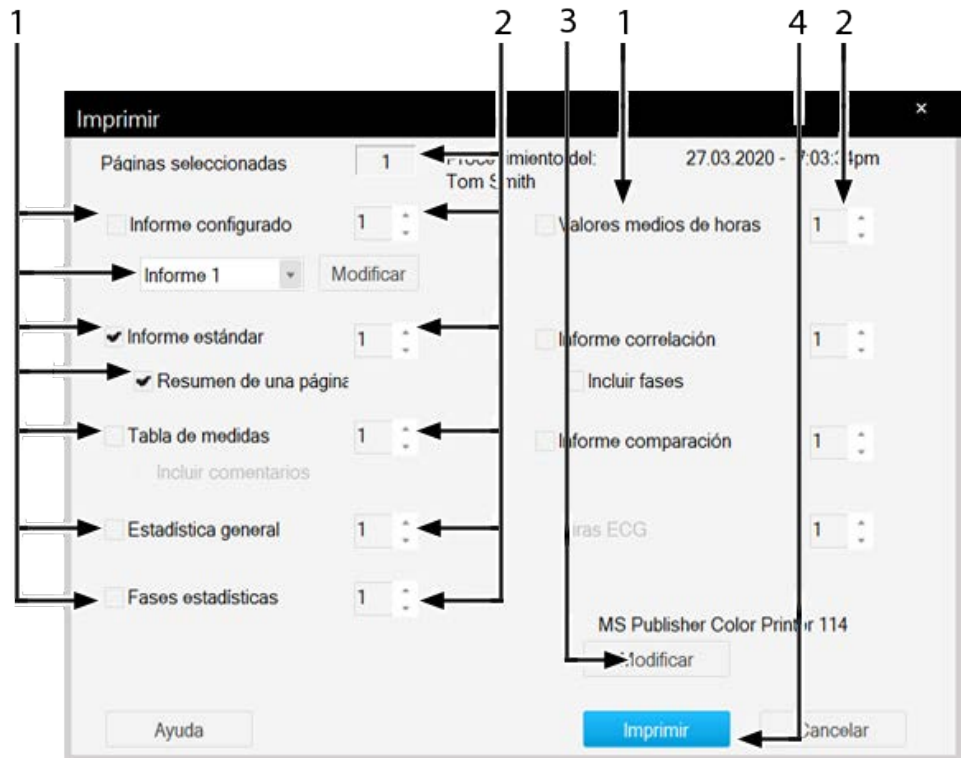 1 2 3 1 4 2
Imprimir ×
Páginas seleccionadas 1
27.03.2020 -
Tom Smith
Informe configurado 1
Valores medios de horas 1
Informe 1 Modificar
Informe estándar 1
Informe correlación 1
Resumen de una página
Incluir fases
Tabla de medidas 1
Informe comparación 1
Incluir comentarios
Estadística general 1
ECG 1
Fases estadísticas 1
MS Publisher Color Printer 114
Modificar
Ayuda Imprimir Cancelar